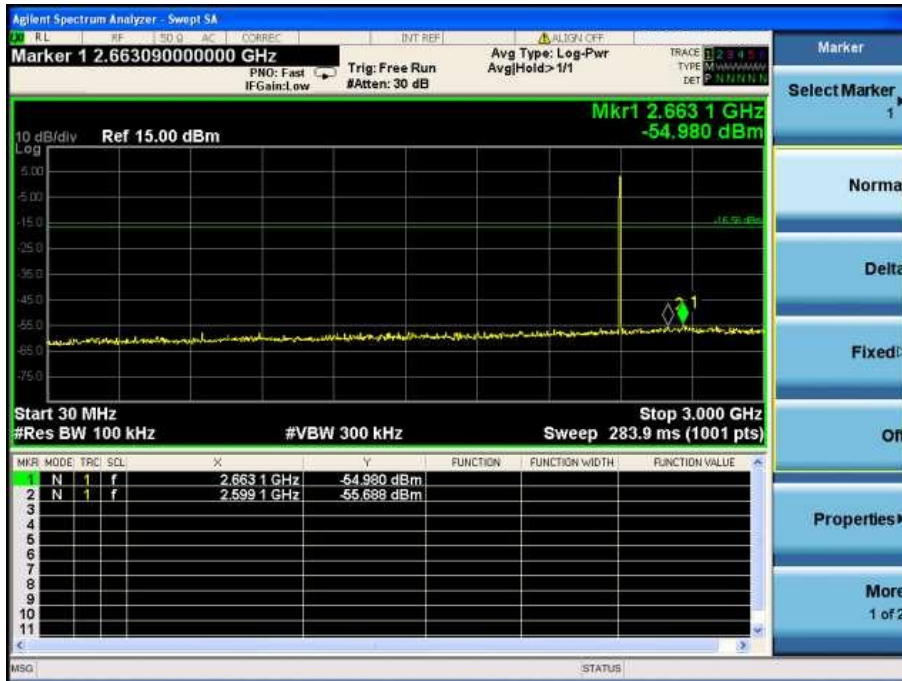 Agilent Spectrum Analyzer - Swept SA
RL RF 50 Ω AC CORREC INT REF ALIGN OFF
Marker 1 2.663090000000 GHz
PNO: Fast
IFGain:Low
Trig: Free Run
#Atten: 30 dB
Avg Type: Log-Pwr
Avg|Hold:>1/1
TRACE 1 2 3 4 5 6
TYPE M
DET P N N N N N
Mkr1 2.663 1 GHz
-54.980 dBm
10 dB/div Ref 15.00 dBm
Log
5.00
-5.00
-15.0
-16.56 dBm
-25.0
-35.0
-45.0
-55.0
-65.0
-75.0
2 1
Start 30 MHz Stop 3.000 GHz
#Res BW 100 kHz #VBW 300 kHz Sweep 283.9 ms (1001 pts)
MKR MODE TRC SCL X Y FUNCTION FUNCTION WIDTH FUNCTION VALUE
1 N 1 f 2.663 1 GHz -54.980 dBm
2 N 1 f 2.599 1 GHz -55.688 dBm
3
4
5
6
7
8
9
10
11
MSG STATUS
Marker
Select Marker
1
Norma
Delta
Fixed
Off
Properties
More
1 of 2